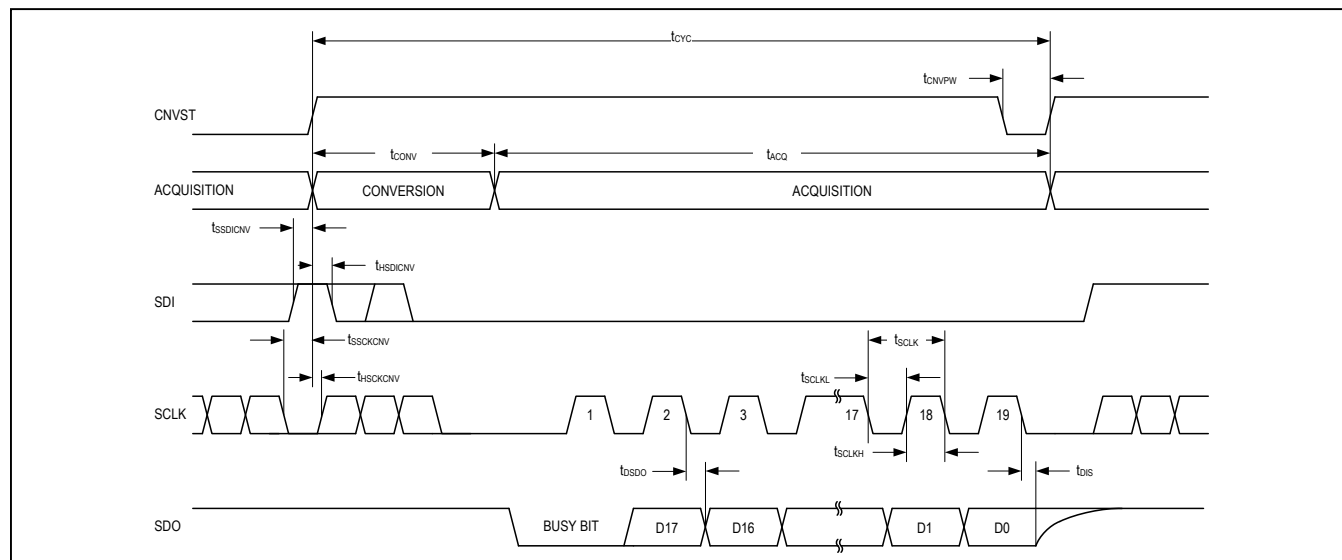 tCYC
tCNVPW
CNVST
tCONV
tACQ
ACQUISITION
CONVERSION
ACQUISITION
tSSDICNV
tHSDICNV
SDI
tSSCKCNV
tSCLK
tHSCKCNV
tSCLKL
SCLK
1
2
3
17
18
19
tDSDO
tSCLKH
tDIS
SDO
BUSY BIT
D17
D16
D1
D0